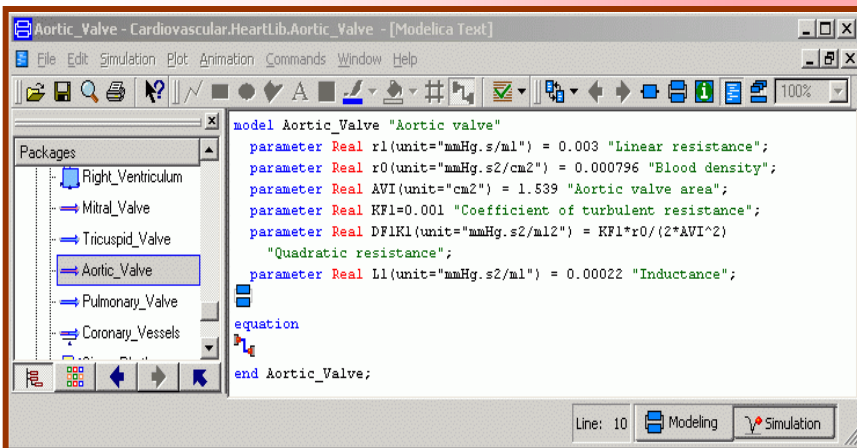 Aortic_Valve - Cardiovascular.HeartLib.Aortic_Valve - [Modelica Text]
File Edit Simulation Plot Animation Commands Window Help
100%
Packages
Right_Ventriculum
Mitral_Valve
Tricuspid_Valve
Aortic_Valve
Pulmonary_Valve
Coronary_Vessels
model Aortic_Valve "Aortic valve"
parameter Real r1(unit="mmHg.s/ml") = 0.003 "Linear resistance";
parameter Real r0(unit="mmHg.s2/cm2") = 0.000796 "Blood density";
parameter Real AVI(unit="cm2") = 1.539 "Aortic valve area";
parameter Real KF1=0.001 "Coefficient of turbulent resistance";
parameter Real DF1K1(unit="mmHg.s2/ml2") = KF1*r0/(2*AVI^2)
"Quadratic resistance";
parameter Real L1(unit="mmHg.s2/ml") = 0.00022 "Inductance";
equation
end Aortic_Valve;
Line: 10 Modeling Simulation